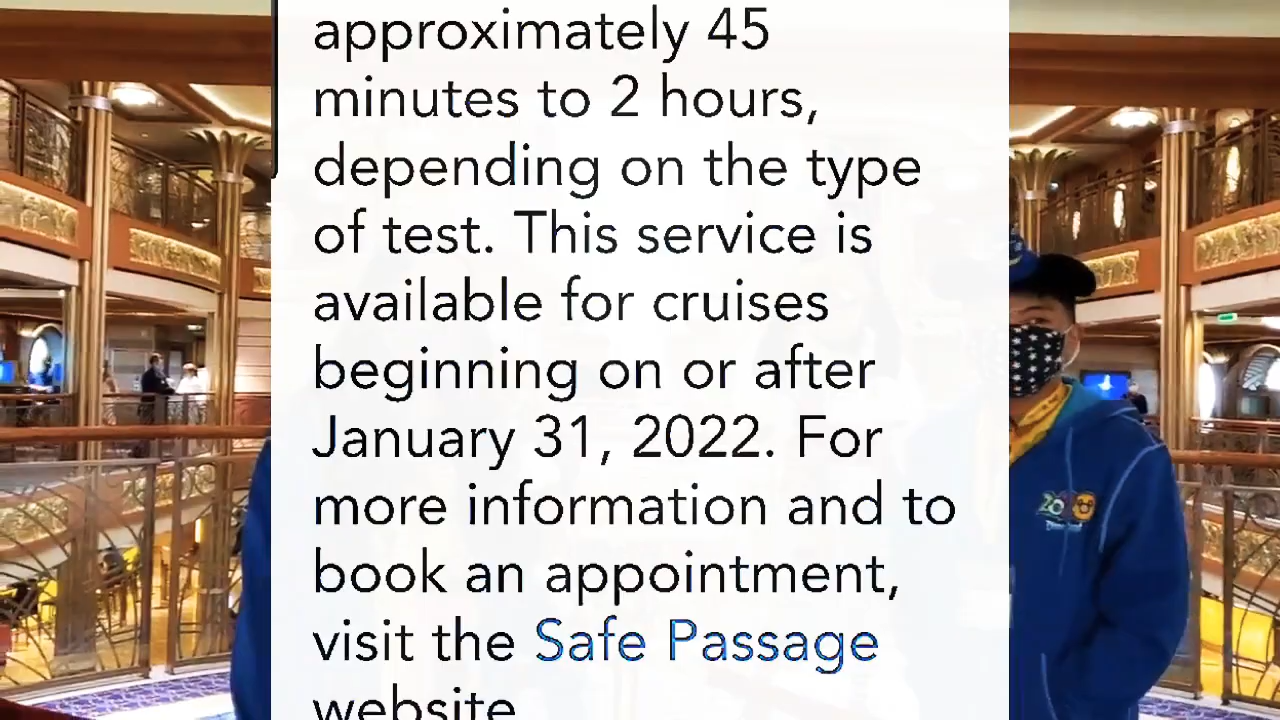 approximately 45
minutes to 2 hours,
depending on the type
of test. This service is
available for cruises
beginning on or after
January 31, 2022. For
more information and to
book an appointment,
visit the Safe Passage
website